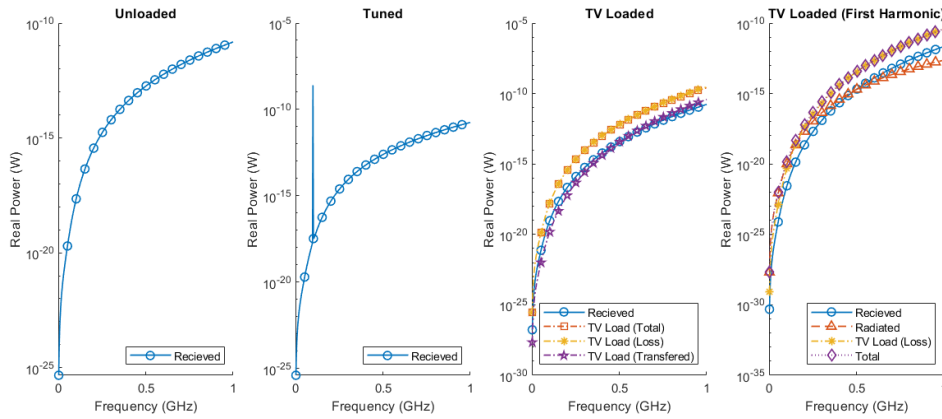 Unloaded
10^-10
10^-15
10^-20
10^-25
Real Power (W)
0
0.5
1
Frequency (GHz)
Recieved
Tuned
10^-5
10^-10
10^-15
10^-20
10^-25
Real Power (W)
0
0.5
1
Frequency (GHz)
Recieved
TV Loaded
10^-5
10^-10
10^-15
10^-20
10^-25
10^-30
Real Power (W)
0
0.5
1
Frequency (GHz)
Recieved
TV Load (Total)
TV Load (Loss)
TV Load (Transfered)
TV Loaded (First Harmonic)
10^-10
10^-15
10^-20
10^-25
10^-30
10^-35
Real Power (W)
0
0.5
1
Frequency (GHz)
Recieved
Radiated
TV Load (Loss)
Total